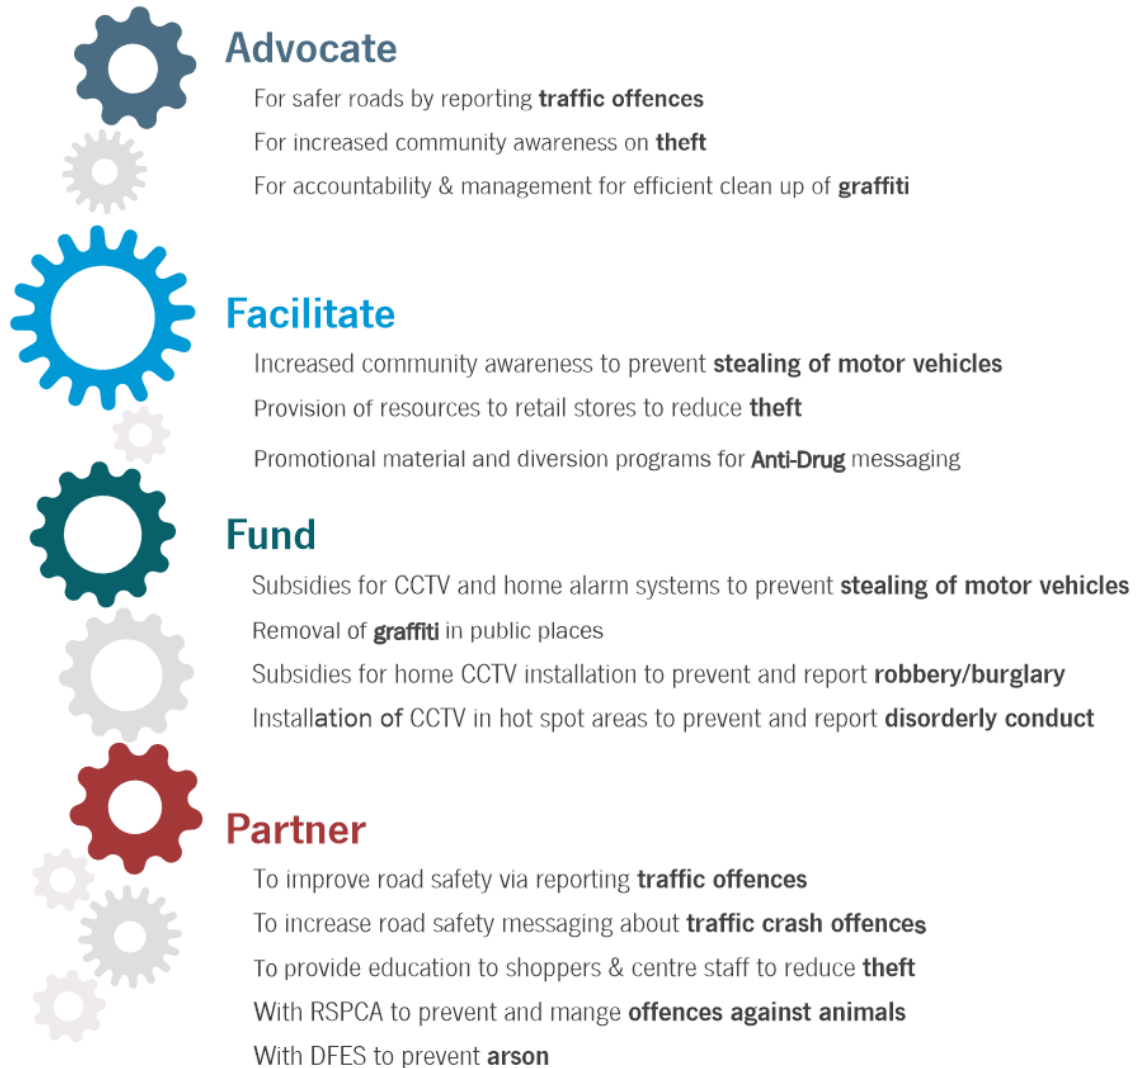 Advocate
For safer roads by reporting traffic offences
For increased community awareness on theft
For accountability & management for efficient clean up of graffiti
Facilitate
Increased community awareness to prevent stealing of motor vehicles
Provision of resources to retail stores to reduce theft
Promotional material and diversion programs for Anti-Drug messaging
Fund
Subsidies for CCTV and home alarm systems to prevent stealing of motor vehicles
Removal of graffiti in public places
Subsidies for home CCTV installation to prevent and report robbery/burglary
Installation of CCTV in hot spot areas to prevent and report disorderly conduct
Partner
To improve road safety via reporting traffic offences
To increase road safety messaging about traffic crash offences
To provide education to shoppers & centre staff to reduce theft
With RSPCA to prevent and mange offences against animals
With DFES to prevent arson